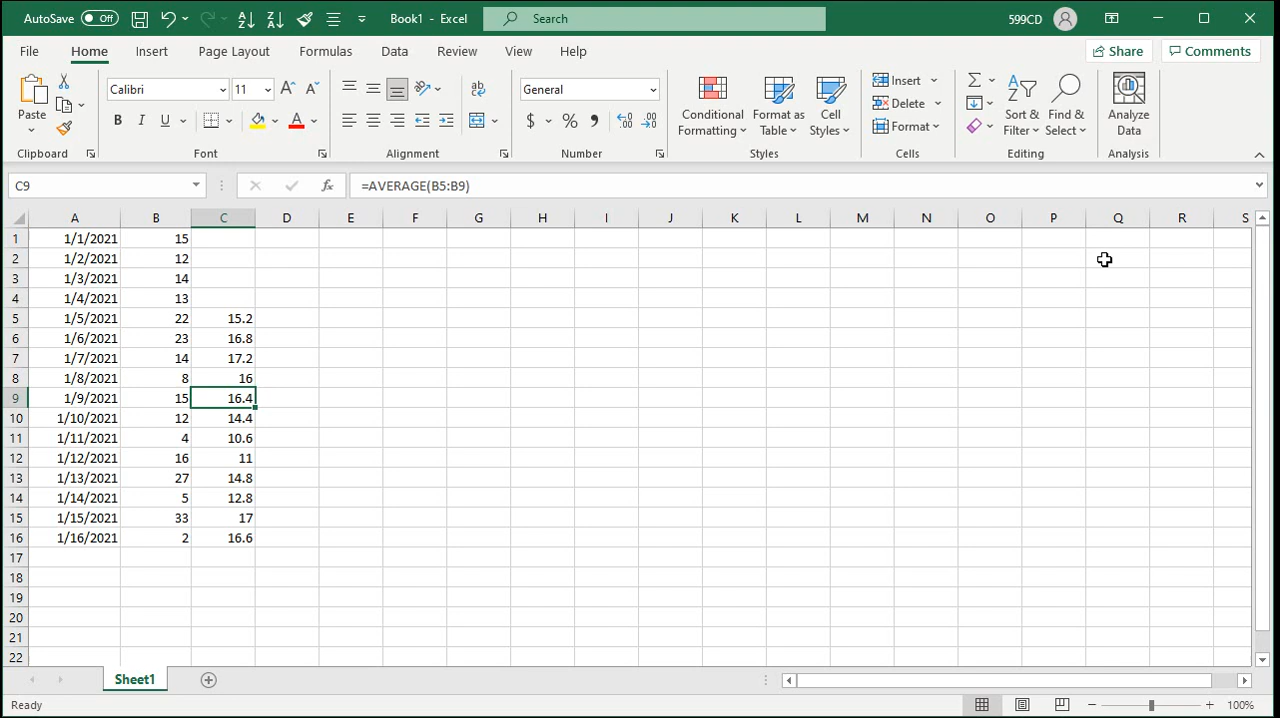 AutoSave Off Book1 - Excel Search 599CD
File Home Insert Page Layout Formulas Data Review View Help Share Comments
Paste Calibri 11 General Conditional Formatting Format as Table Cell Styles Insert Delete Format Sort & Filter Find & Select Analyze Data
B I U A $ % 9
Clipboard Font Alignment Number Styles Cells Editing Analysis
C9 fx =AVERAGE(B5:B9)
A B C D E F G H I J K L M N O P Q R S
1 1/1/2021 15
2 1/2/2021 12
3 1/3/2021 14
4 1/4/2021 13
5 1/5/2021 22 15.2
6 1/6/2021 23 16.8
7 1/7/2021 14 17.2
8 1/8/2021 8 16
9 1/9/2021 15 16.4
10 1/10/2021 12 14.4
11 1/11/2021 4 10.6
12 1/12/2021 16 11
13 1/13/2021 27 14.8
14 1/14/2021 5 12.8
15 1/15/2021 33 17
16 1/16/2021 2 16.6
17
18
19
20
21
22
Sheet1
Ready 100%